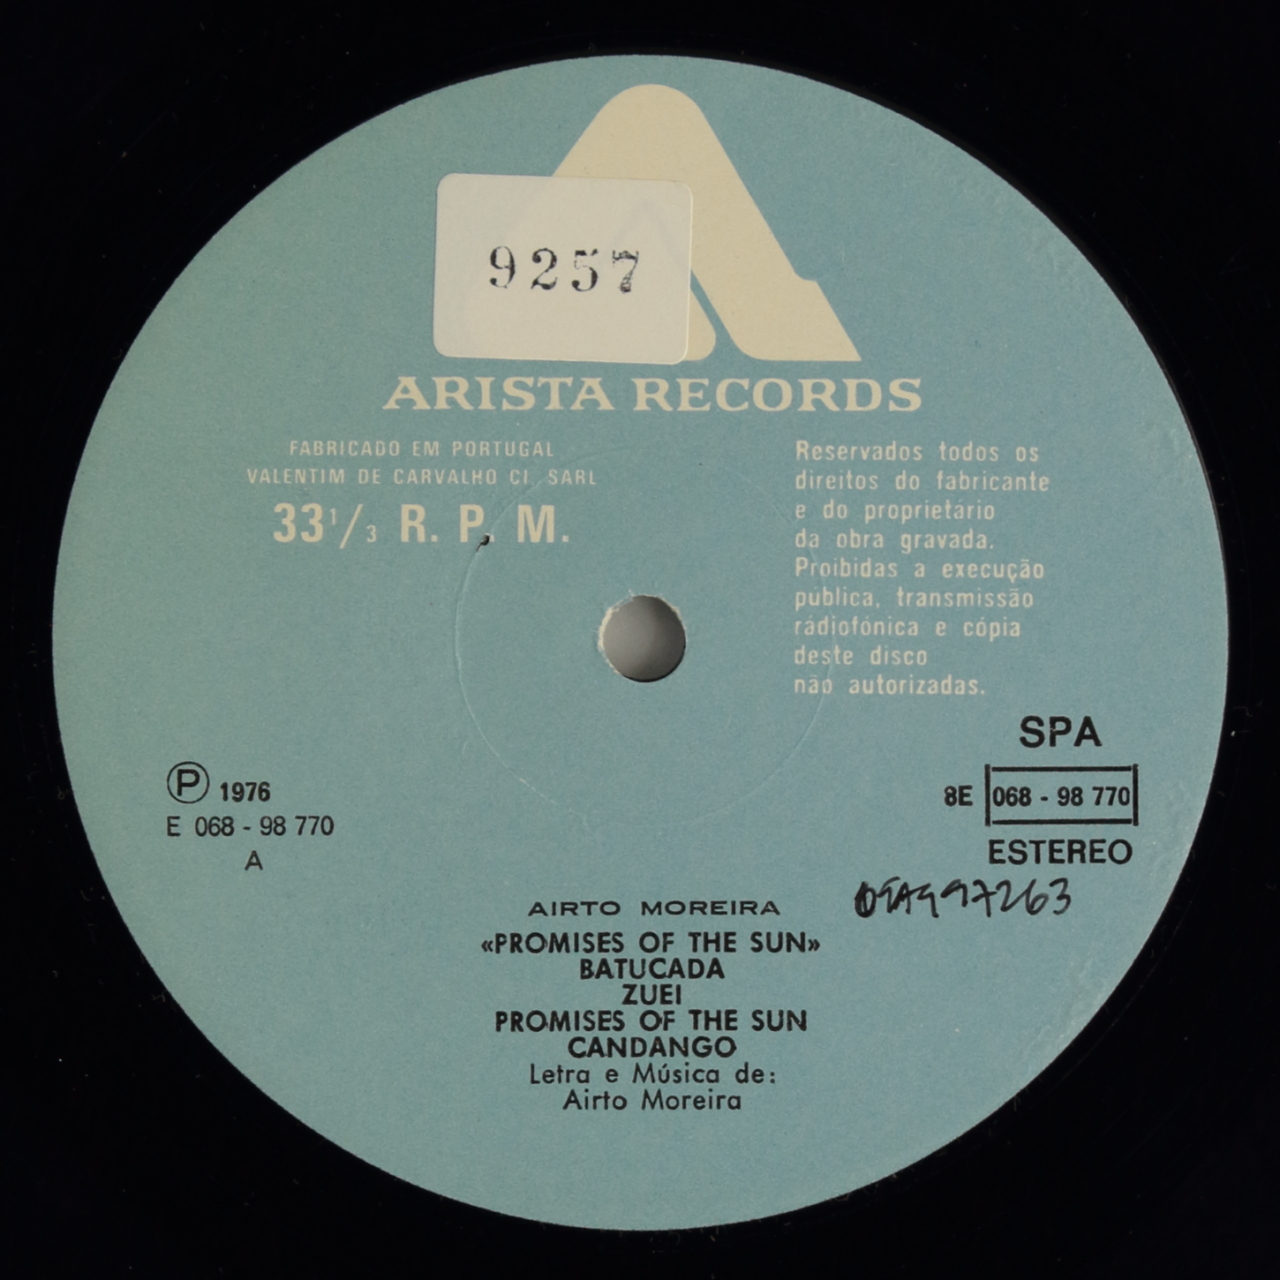 9257
ARISTA RECORDS
FABRICADO EM PORTUGAL
VALENTIM DE CARVALHO CI. SARL
33 1/3 R. P. M.
Reservados todos os
direitos do fabricante
e do proprietário
da obra gravada.
Proibidas a execução
pública, transmissão
rádiofónica e cópia
deste disco
não autorizadas.
SPA
8E 068 - 98 770
ESTEREO
Ⓟ 1976
E 068 - 98 770
A
AIRTO MOREIRA
«PROMISES OF THE SUN»
BATUCADA
ZUEI
PROMISES OF THE SUN
CANDANGO
Letra e Música de:
Airto Moreira